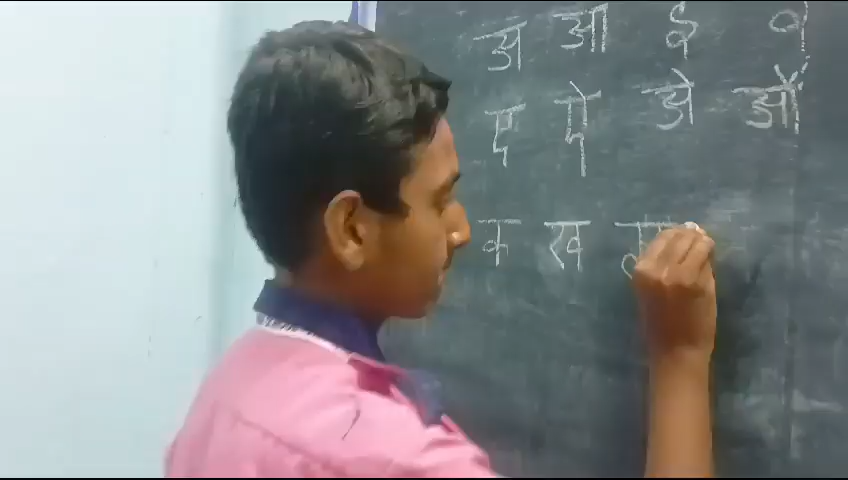 अ आ इ
ए ऐ ओ औ
क ख